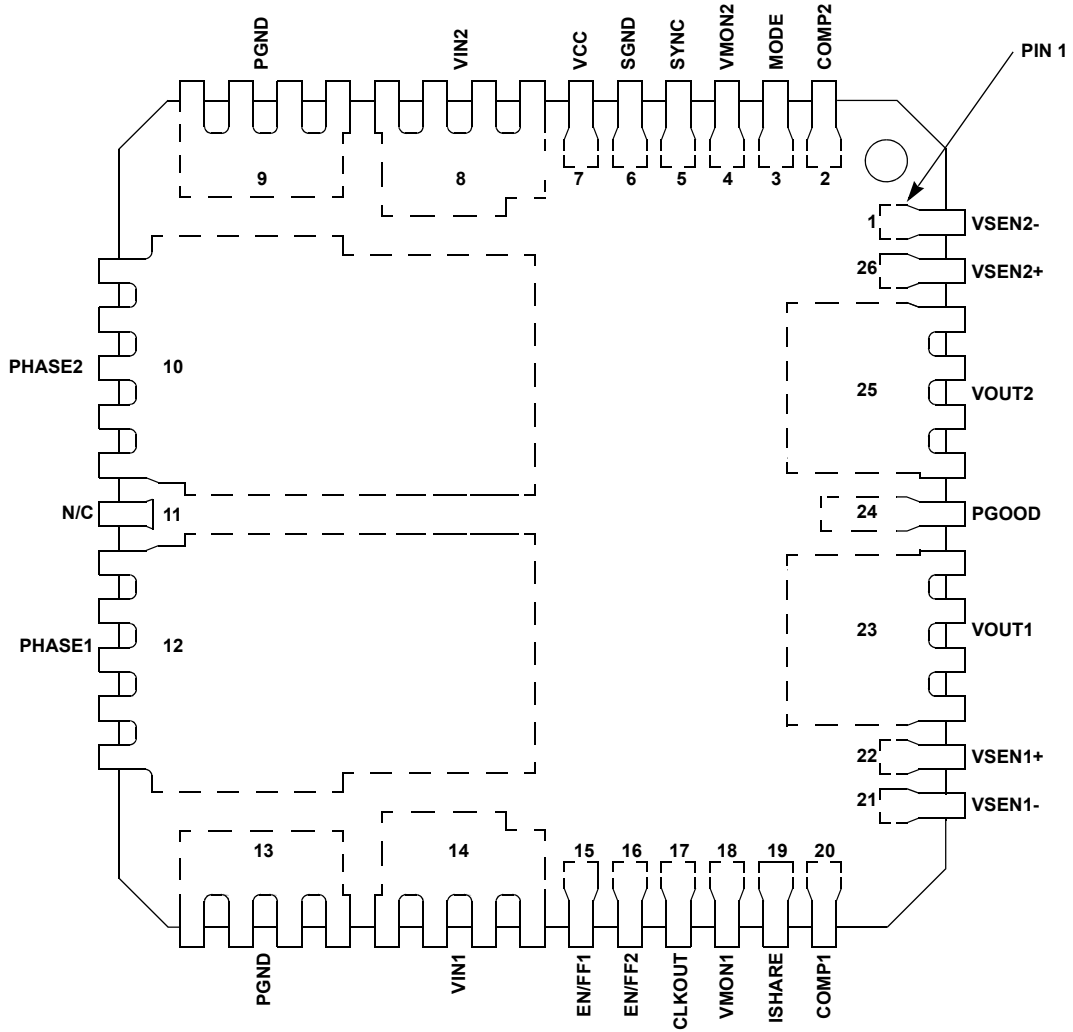 PGND
VIN2
VCC
SGND
SYNC
VMON2
MODE
COMP2
PIN 1
9
8
7
6
5
4
3
2
1
VSEN2-
26
VSEN2+
PHASE2
10
25
VOUT2
N/C
11
24
PGOOD
PHASE1
12
23
VOUT1
22
VSEN1+
21
VSEN1-
13
14
15
16
17
18
19
20
PGND
VIN1
EN/FF1
EN/FF2
CLKOUT
VMON1
ISHARE
COMP1